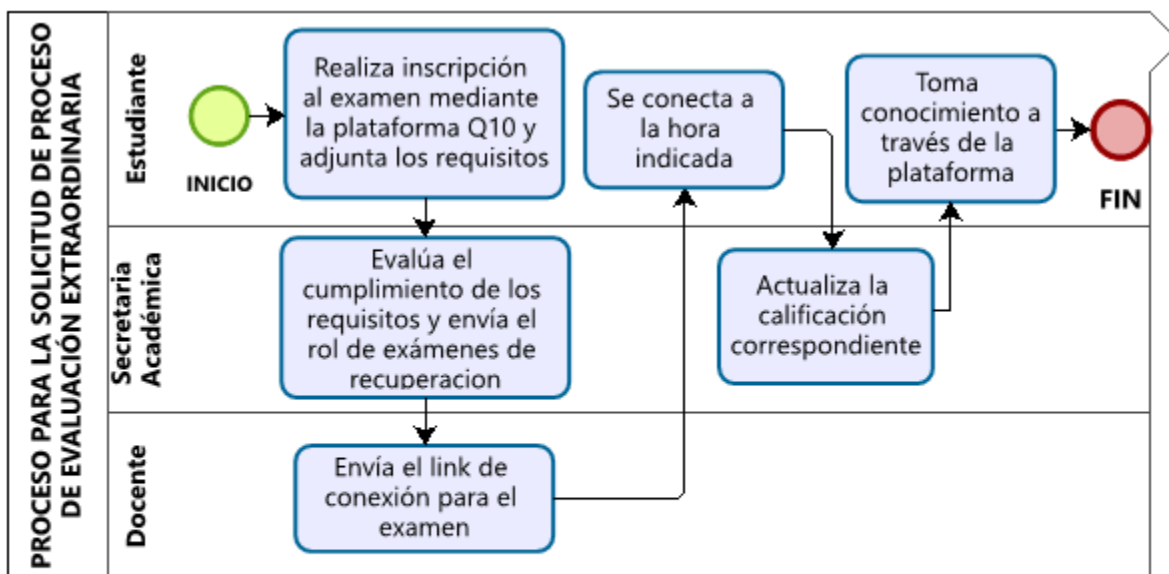 PROCESO PARA LA SOLICITUD DE PROCESO
DE EVALUACIÓN EXTRAORDINARIA
Estudiante
INICIO
Realiza inscripción
al examen mediante
la plataforma Q10 y
adjunta los requisitos
Se conecta a
la hora
indicada
Toma
conocimiento a
través de la
plataforma
FIN
Secretaria
Académica
Evalúa el
cumplimiento de los
requisitos y envía el
rol de exámenes de
recuperacion
Actualiza la
calificación
correspondiente
Docente
Envía el link de
conexión para el
examen